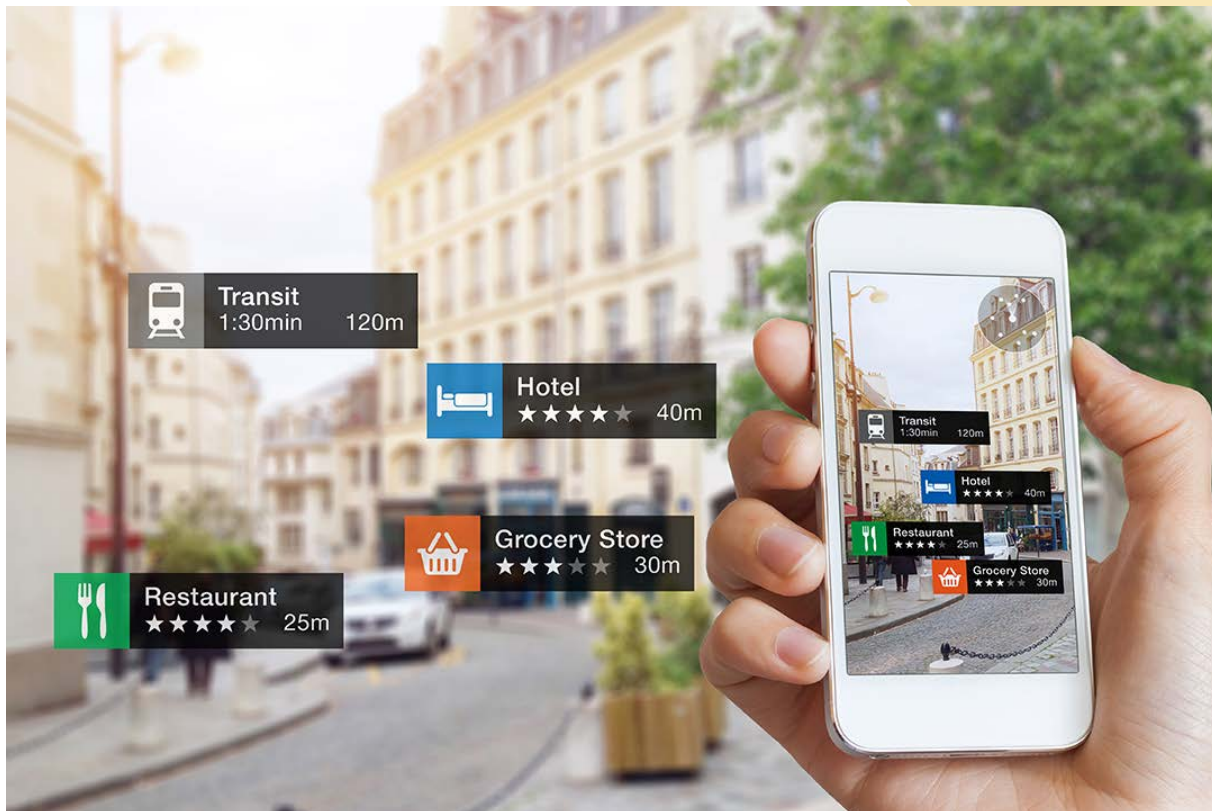 Transit
1:30min 120m
Hotel
40m
Grocery Store
30m
Restaurant
25m
Transit
1:30min 120m
Hotel
40m
Restaurant
25m
Grocery Store
30m